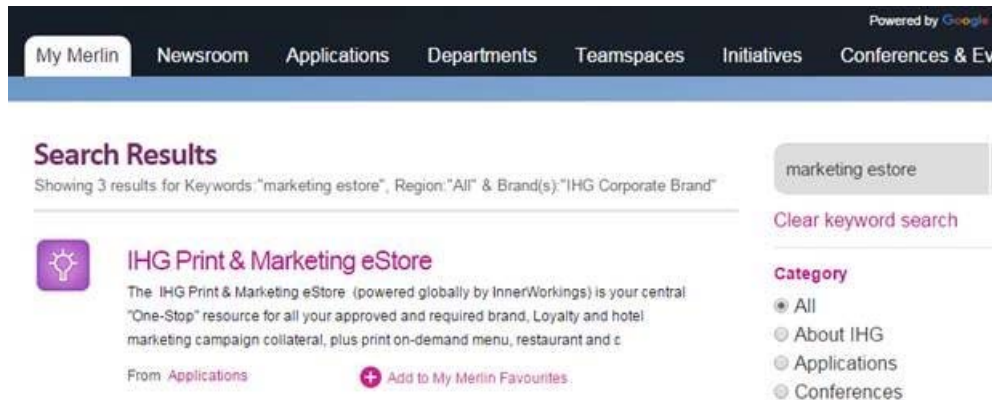 Powered by Google
My Merlin Newsroom Applications Departments Teamspaces Initiatives Conferences & Ev
Search Results
Showing 3 results for Keywords:"marketing estore", Region:"All" & Brand(s):"IHG Corporate Brand"
marketing estore
Clear keyword search
IHG Print & Marketing eStore
The IHG Print & Marketing eStore (powered globally by InnerWorkings) is your central
"One-Stop" resource for all your approved and required brand, Loyalty and hotel
marketing campaign collateral, plus print on-demand menu, restaurant and c
From Applications
Add to My Merlin Favourites
Category
All
About IHG
Applications
Conferences